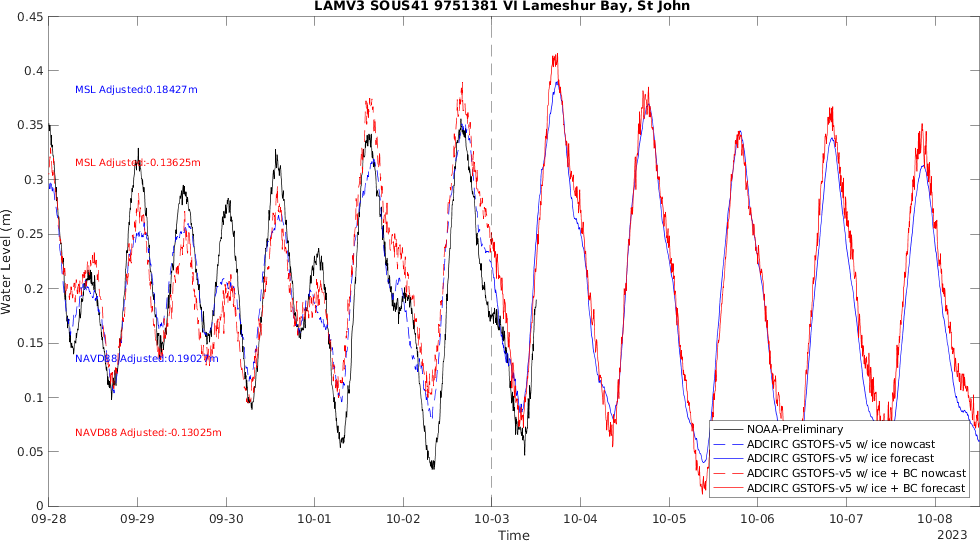 LAMV3 SOUS41 9751381 VI Lameshur Bay, St John
0.45
0.4
0.35
0.3
0.25
0.2
0.15
0.1
0.05
0
Water Level (m)
MSL Adjusted:0.18427m
MSL Adjusted:-0.13625m
NAVD88 Adjusted:0.19027m
NAVD88 Adjusted:-0.13025m
NOAA-Preliminary
ADCIRC GSTOFS-v5 w/ ice nowcast
ADCIRC GSTOFS-v5 w/ ice forecast
ADCIRC GSTOFS-v5 w/ ice + BC nowcast
ADCIRC GSTOFS-v5 w/ ice + BC forecast
09-28 09-29 09-30 10-01 10-02 10-03 10-04 10-05 10-06 10-07 10-08
Time
2023